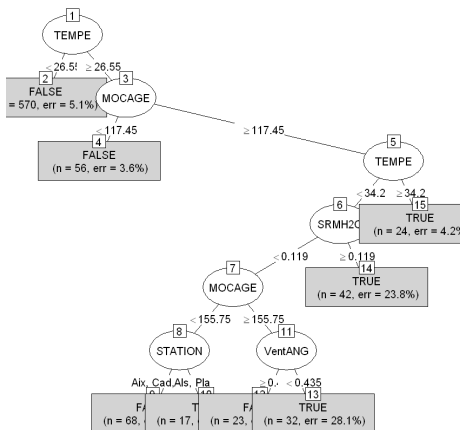 1
TEMPE
< 26.55 ≥ 26.55
2
FALSE
= 570, err = 5.1%)
3
MOCAGE
< 117.45
≥ 117.45
4
FALSE
(n = 56, err = 3.6%)
5
TEMPE
< 34.2 ≥ 34.2
6
SRMH2O
15
TRUE
(n = 24, err = 4.2%
< 0.119
≥ 0.119
7
MOCAGE
14
TRUE
(n = 42, err = 23.8%)
< 155.75
≥ 155.75
8
STATION
11
VentANG
Aix, Cad,Als, Pla
< 0.435
13
(n = 68,
(n = 17,
(n = 23,
TRUE
(n = 32, err = 28.1%)